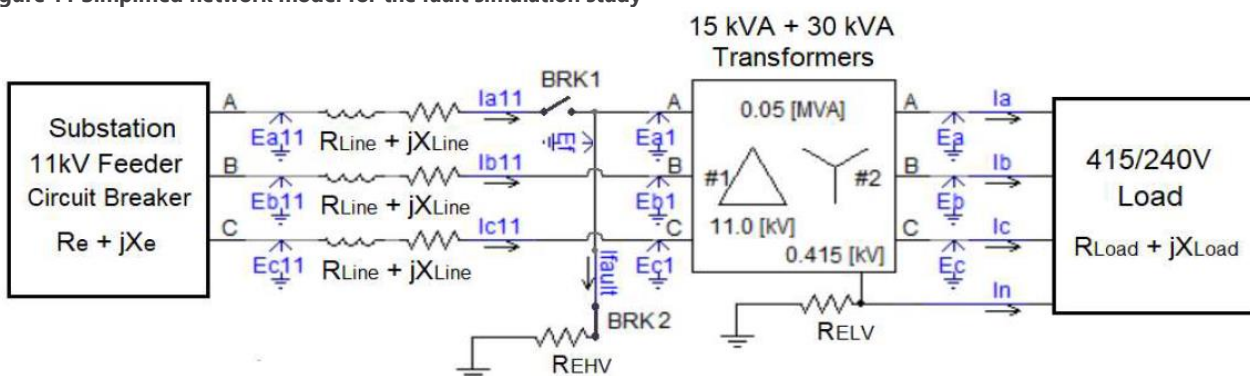 Figure 11 Simplified network model for the fault simulation study
15 kVA + 30 kVA
Transformers
BRK1
A
Ia11
A
0.05 [MVA]
A
Ia
Substation
11kV Feeder
Circuit Breaker
Re + jXe
Ea11
RLine + jXLine
Ef
Ea1
Ea
B
Ib11
B
#1
#2
B
Ib
415/240V
Load
RLoad + jXLoad
Eb11
RLine + jXLine
Eb1
11.0 [kV]
Eb
C
Ic11
C
0.415 [kV]
C
Ic
Ec11
RLine + jXLine
Ifault
Ec1
Ec
In
BRK2
RELV
REHV